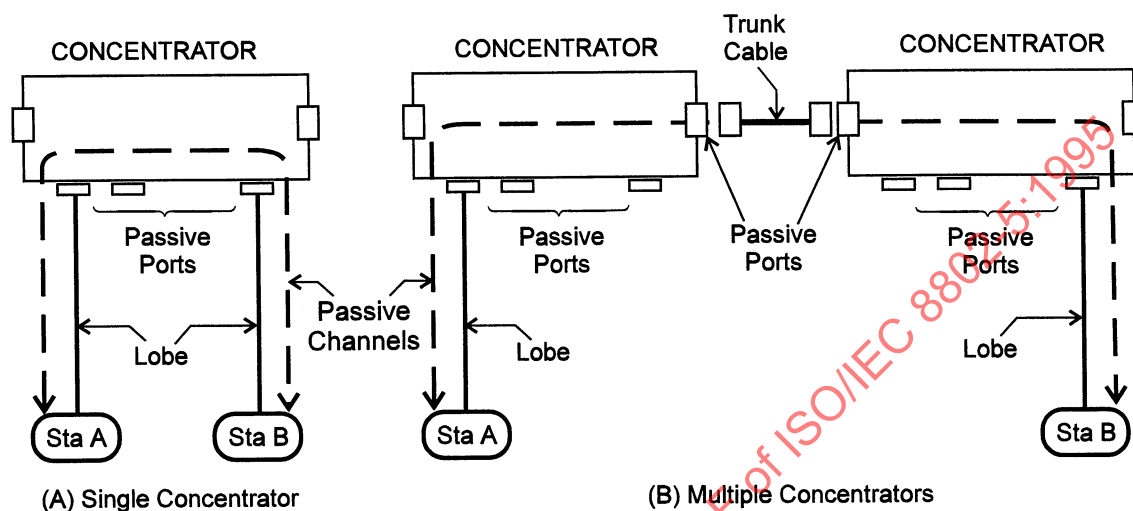 CONCENTRATOR
Passive
Ports
Passive
Channels
Lobe
Sta A
Sta B
(A) Single Concentrator
CONCENTRATOR
Trunk
Cable
CONCENTRATOR
Passive
Ports
Passive
Ports
Passive
Ports
Lobe
Lobe
Sta A
Sta B
(B) Multiple Concentrators
of ISO/IEC 8802-5:1995